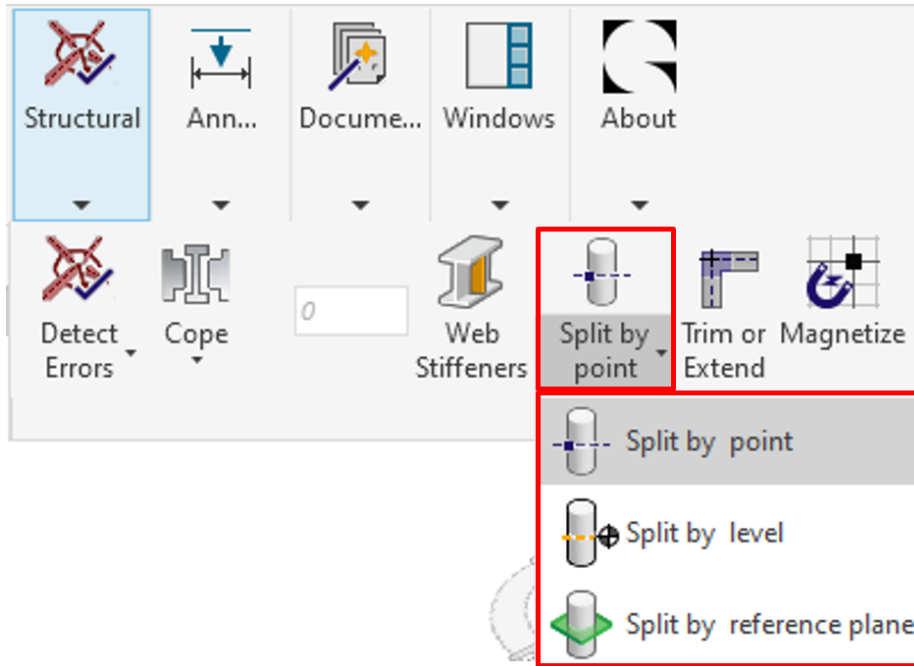 Structural Ann... Docume... Windows About
Detect Errors
Cope
0
Web Stiffeners
Split by point
Trim or Extend
Magnetize
Split by point
Split by level
Split by reference plane